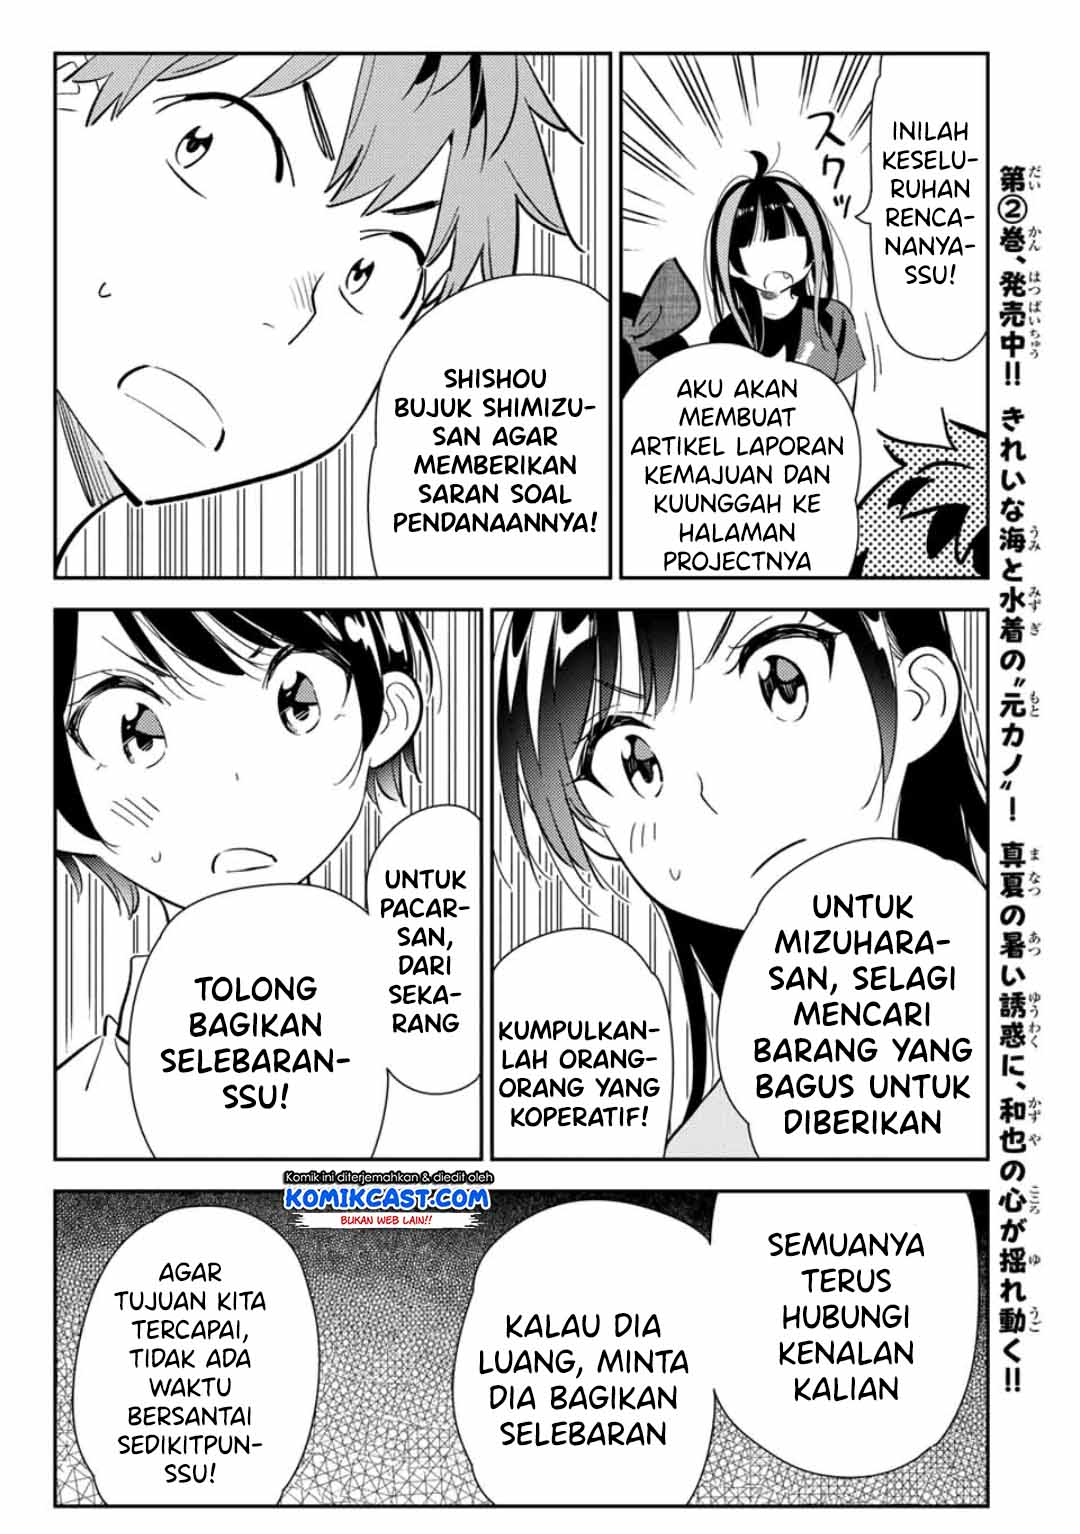 INILAH
KESELU-
RUHAN
RENCA-
NANYA-
SSU!
スクッ
AKU AKAN
MEMBUAT
ARTIKEL LAPORAN
KEMAJUAN DAN
KUUNGGAH KE
HALAMAN
PROJECTNYA
SHISHOU
BUJUK SHIMIZU-
SAN AGAR
MEMBERIKAN
SARAN SOAL
PENDANAANNYA!
UNTUK
MIZUHARA-
SAN, SELAGI
MENCARI
BARANG YANG
BAGUS UNTUK
DIBERIKAN
KUMPULKAN-
LAH ORANG-
ORANG YANG
KOPERATIF!
UNTUK
PACAR-
SAN,
DARI
SEKA-
RANG
TOLONG
BAGIKAN
SELEBARAN-
SSU!
SEMUANYA
TERUS
HUBUNGI
KENALAN
KALIAN
KALAU DIA
LUANG, MINTA
DIA BAGIKAN
SELEBARAN
AGAR
TUJUAN KITA
TERCAPAI,
TIDAK ADA
WAKTU
BERSANTAI
SEDIKITPUN-
SSU!
Komik ini diterjemahkan & diedit oleh
KOMIKCAST.COM
BUKAN WEB LAIN!!
第②巻、発売中!! きれいな海と水着の〝元カノ〟! 真夏の暑い誘惑に、和也の心が揺れ動く!!